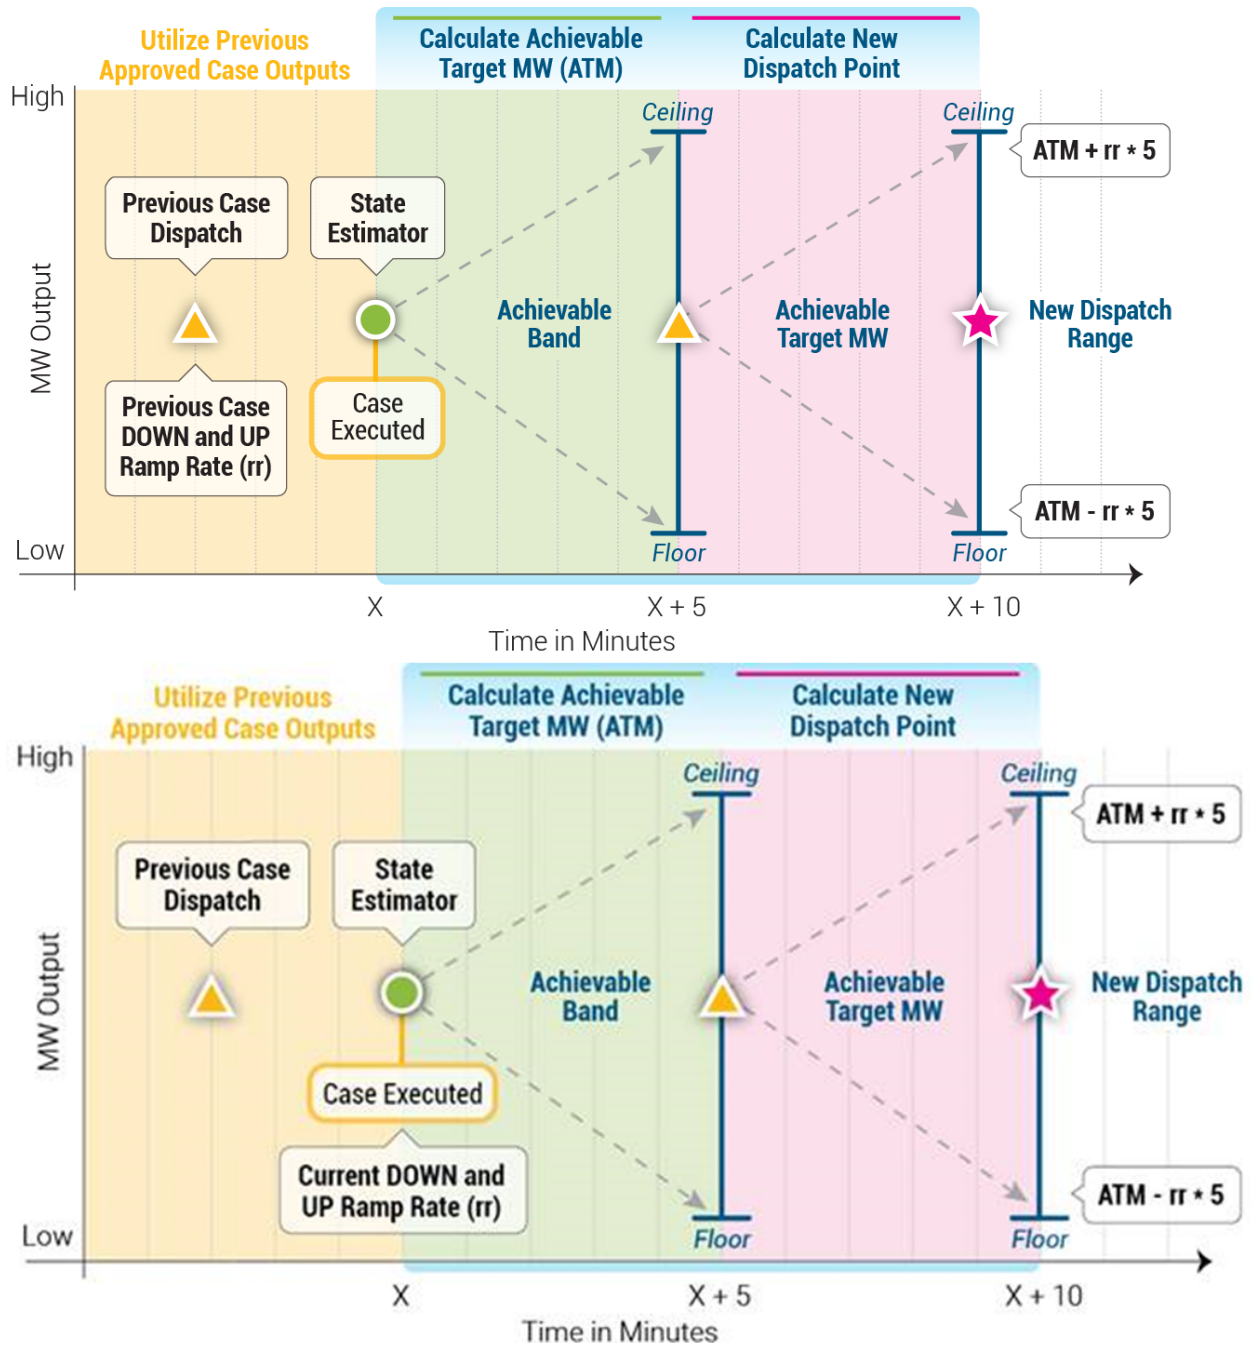 Utilize Previous
Approved Case Outputs
Calculate Achievable
Target MW (ATM)
Calculate New
Dispatch Point
High
Ceiling
Ceiling
ATM + rr * 5
Previous Case
Dispatch
State
Estimator
MW Output
Achievable
Band
Achievable
Target MW
New Dispatch
Range
Previous Case
DOWN and UP
Ramp Rate (rr)
Case
Executed
ATM - rr * 5
Low
Floor
Floor
X
X + 5
X + 10
Time in Minutes
Utilize Previous
Approved Case Outputs
Calculate Achievable
Target MW (ATM)
Calculate New
Dispatch Point
High
Ceiling
Ceiling
ATM + rr * 5
Previous Case
Dispatch
State
Estimator
MW Output
Achievable
Band
Achievable
Target MW
New Dispatch
Range
Case Executed
Current DOWN and
UP Ramp Rate (rr)
ATM - rr * 5
Low
Floor
Floor
X
X + 5
X + 10
Time in Minutes